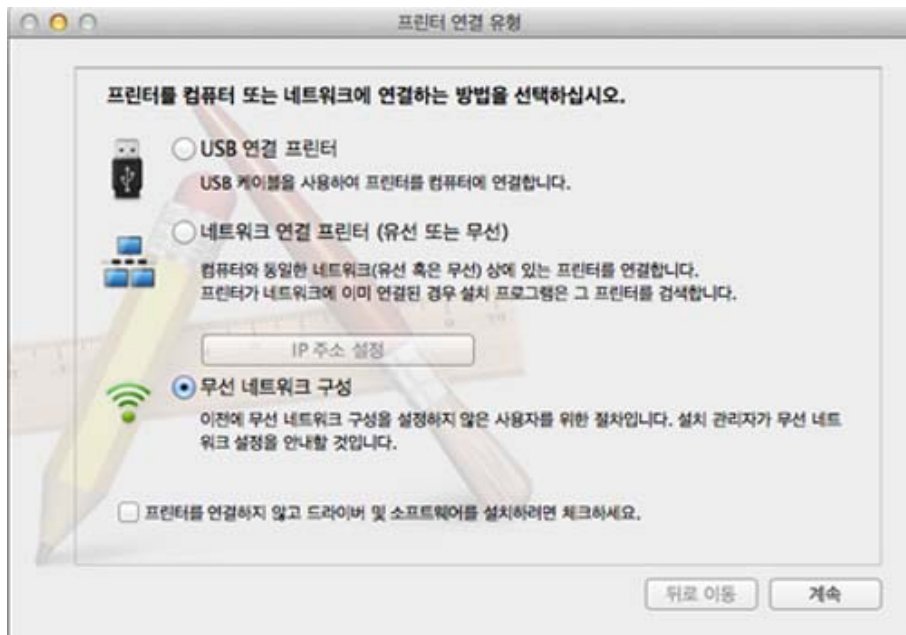 프린터 연결 유형
프린터를 컴퓨터 또는 네트워크에 연결하는 방법을 선택하십시오.
USB 연결 프린터
USB 케이블을 사용하여 프린터를 컴퓨터에 연결합니다.
네트워크 연결 프린터 (유선 또는 무선)
컴퓨터와 동일한 네트워크(유선 혹은 무선) 상에 있는 프린터를 연결합니다.
프린터가 네트워크에 이미 연결된 경우 설치 프로그램은 그 프린터를 검색합니다.
IP 주소 설정
무선 네트워크 구성
이전에 무선 네트워크 구성을 설정하지 않은 사용자를 위한 절차입니다. 설치 관리자가 무선 네트
워크 설정을 안내할 것입니다.
프린터를 연결하지 않고 드라이버 및 소프트웨어를 설치하려면 체크하세요.
뒤로 이동
계속